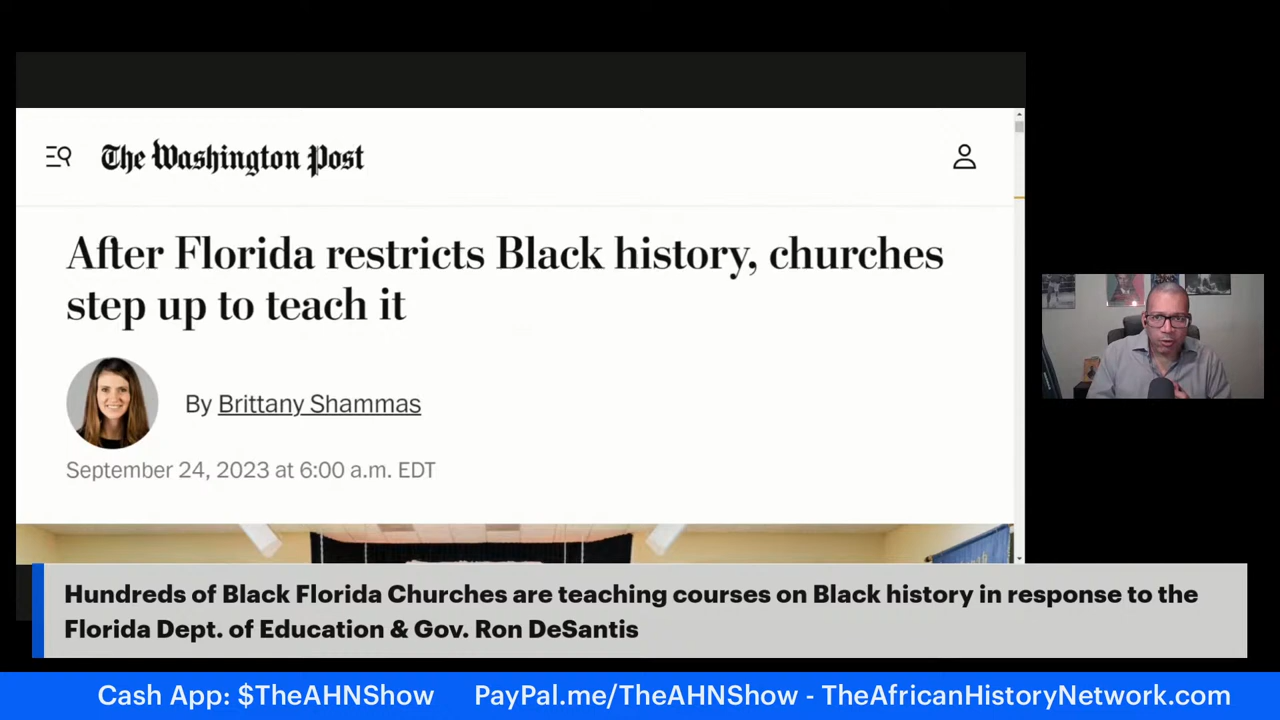 The Washington Post
After Florida restricts Black history, churches
step up to teach it
By Brittany Shammas
September 24, 2023 at 6:00 a.m. EDT
Hundreds of Black Florida Churches are teaching courses on Black history in response to the
Florida Dept. of Education & Gov. Ron DeSantis
Cash App: $TheAHNShow PayPal.me/TheAHNShow - TheAfricanHistoryNetwork.com